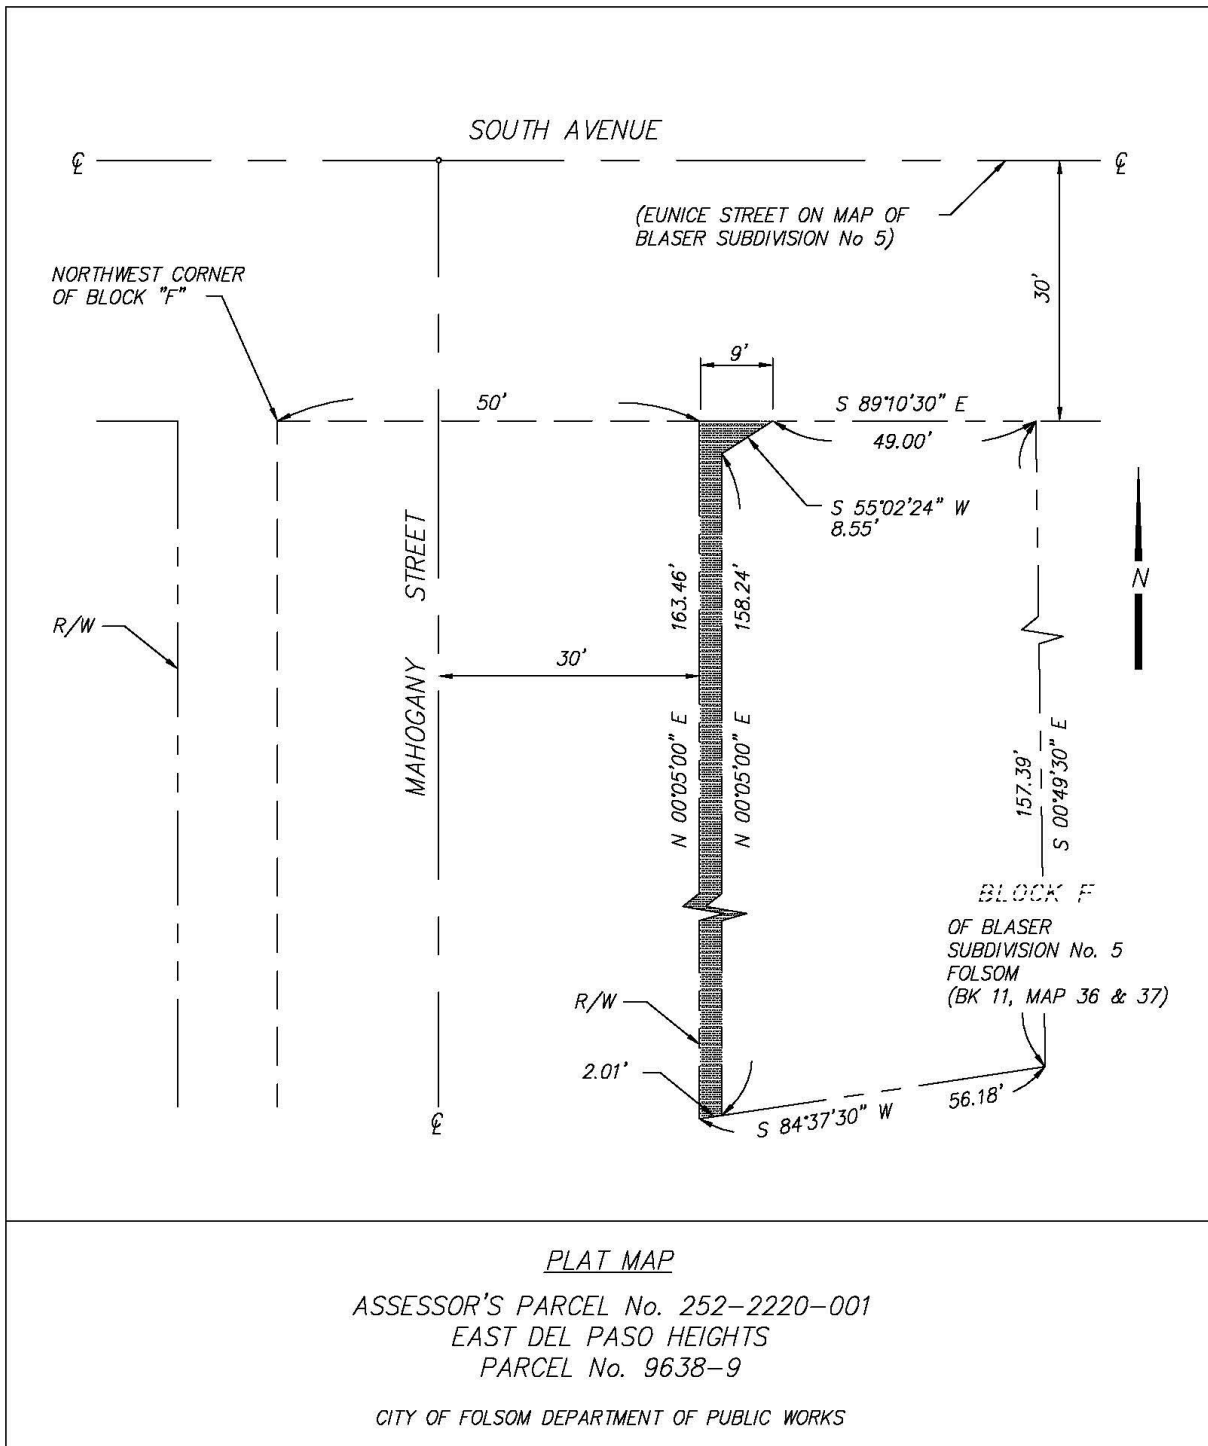 SOUTH AVENUE
℄
℄
(EUNICE STREET ON MAP OF
BLASER SUBDIVISION No 5)
NORTHWEST CORNER
OF BLOCK "F"
30'
9'
50'
S 89°10'30" E
49.00'
S 55°02'24" W
8.55'
N
MAHOGANY STREET
R/W
163.46'
158.24'
30'
N 00°05'00" E
N 00°05'00" E
157.39'
S 00°49'30" E
BLOCK F
OF BLASER
SUBDIVISION No. 5
FOLSOM
(BK 11, MAP 36 & 37)
R/W
2.01'
56.18'
S 84°37'30" W
℄
PLAT MAP
ASSESSOR'S PARCEL No. 252-2220-001
EAST DEL PASO HEIGHTS
PARCEL No. 9638-9
CITY OF FOLSOM DEPARTMENT OF PUBLIC WORKS